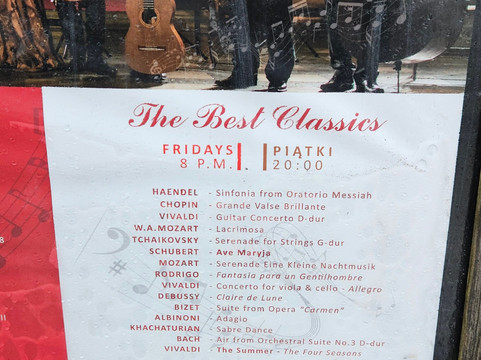 The Best Classics
FRIDAYS | PIĄTKI
8 P.M. 20:00
HAENDEL - Sinfonia from Oratorio Messiah
CHOPIN - Grande Valse Brillante
VIVALDI - Guitar Concerto D-dur
W.A.MOZART - Lacrimosa
TCHAIKOVSKY - Serenade for Strings G-dur
SCHUBERT - Ave Maryja
MOZART - Serenade Eine Kleine Nachtmusik
RODRIGO - Fantasia para un Gentilhombre
VIVALDI - Concerto for viola & cello - Allegro
DEBUSSY - Claire de Lune
BIZET - Suite from Opera "Carmen"
ALBINONI - Adagio
KHACHATURIAN - Sabre Dance
BACH - Air from Orchestral Suite No.3 D-dur
VIVALDI - The Summer - The Four Seasons